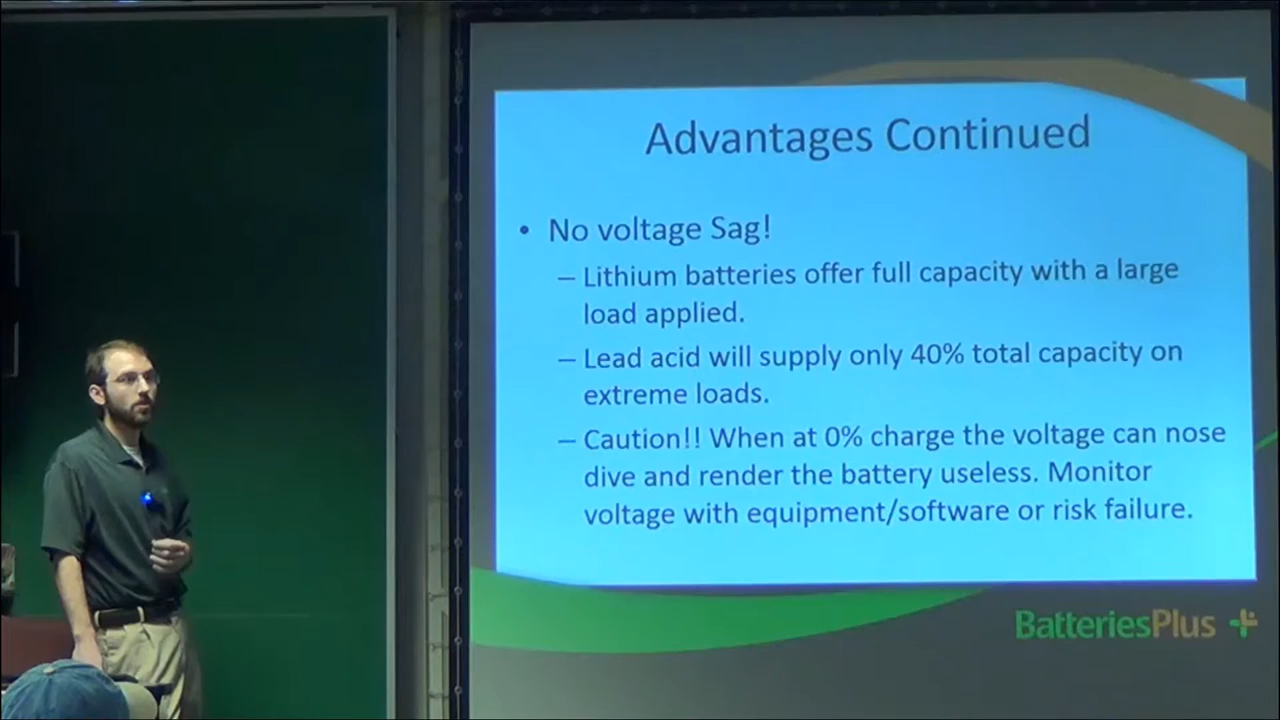 Advantages Continued
• No voltage Sag!
– Lithium batteries offer full capacity with a large
load applied.
– Lead acid will supply only 40% total capacity on
extreme loads.
– Caution!! When at 0% charge the voltage can nose
dive and render the battery useless. Monitor
voltage with equipment/software or risk failure.
BatteriesPlus